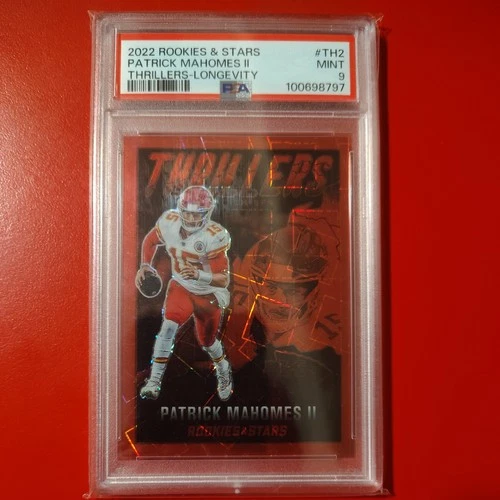 2022 ROOKIES & STARS #TH2
PATRICK MAHOMES II MINT
THRILLERS-LONGEVITY 9
PSA 100698797
THRILLERS
15
15
PATRICK MAHOMES II
ROOKIES&STARS